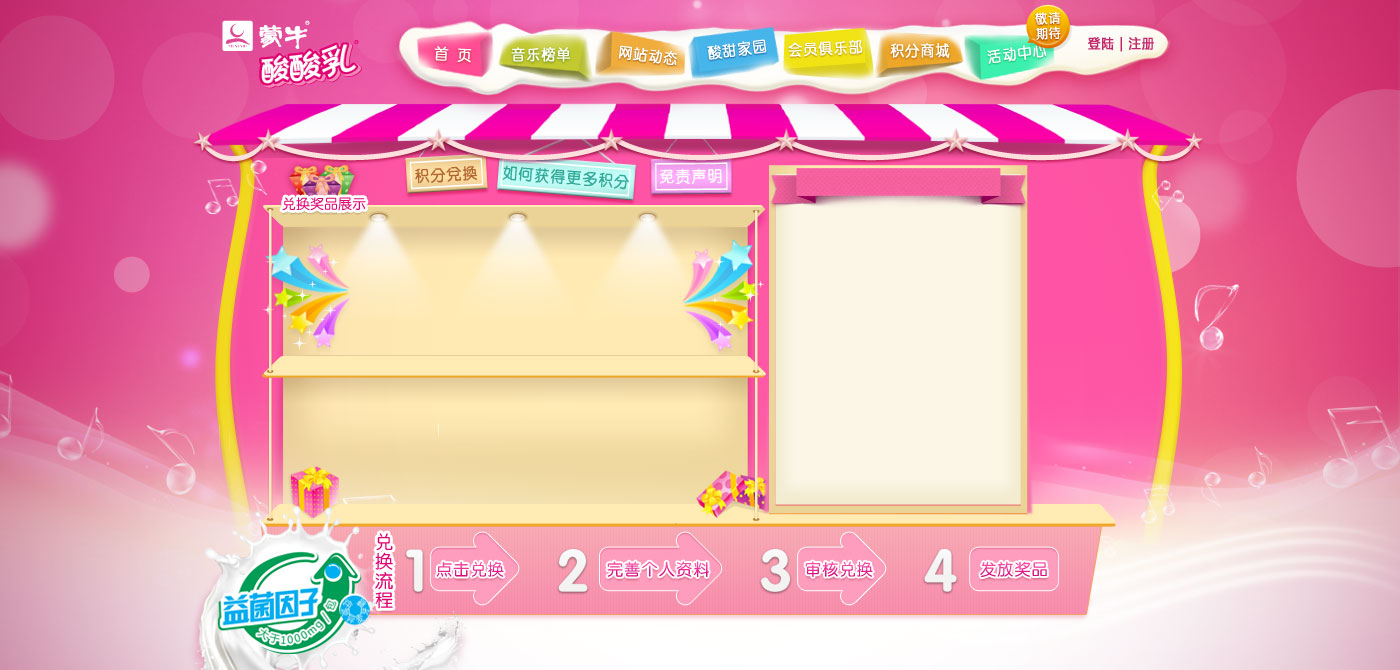 蒙牛
酸酸乳
首 页
音乐榜单
网站动态
酸甜家园
会员俱乐部
积分商城
活动中心
敬请
期待
登陆 | 注册
积分兑换
如何获得更多积分
免责声明
兑换奖品展示
兑换流程
1 点击兑换
2 完善个人资料
3 审核兑换
4 发放奖品
益菌因子
大于1000mg/